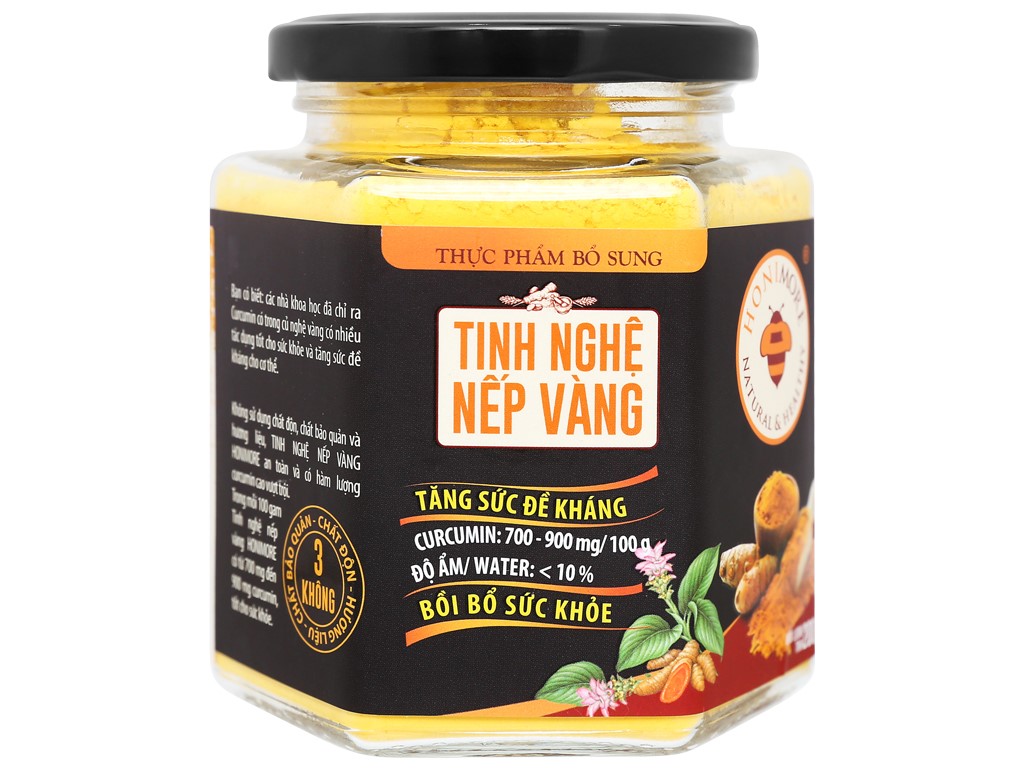 THỰC PHẨM BỔ SUNG
TINH NGHỆ
NẾP VÀNG
TĂNG SỨC ĐỀ KHÁNG
CURCUMIN: 700 - 900 mg/ 100 g
ĐỘ ẨM/ WATER: < 10 %
BỒI BỔ SỨC KHỎE
Bạn có biết: các nhà khoa học đã chỉ ra
Curcumin có trong củ nghệ vàng có nhiều
tác dụng tốt cho sức khỏe và tăng sức đề
kháng cho cơ thể.
Không sử dụng chất độn, chất bảo quản và
hương liệu, TINH NGHỆ NẾP VÀNG
HONIMORE an toàn và có hàm lượng
curcumin cao vượt trội.
Trong mỗi 100 gam
Tinh nghệ nếp
vàng HONIMORE
có từ 700 mg đến
900 mg curcumin,
tốt cho sức khỏe.
CHẤT BẢO QUẢN - CHẤT ĐỘN - HƯƠNG LIỆU -
3
KHÔNG
HONIMORE
®
NATURAL & HEALTHY